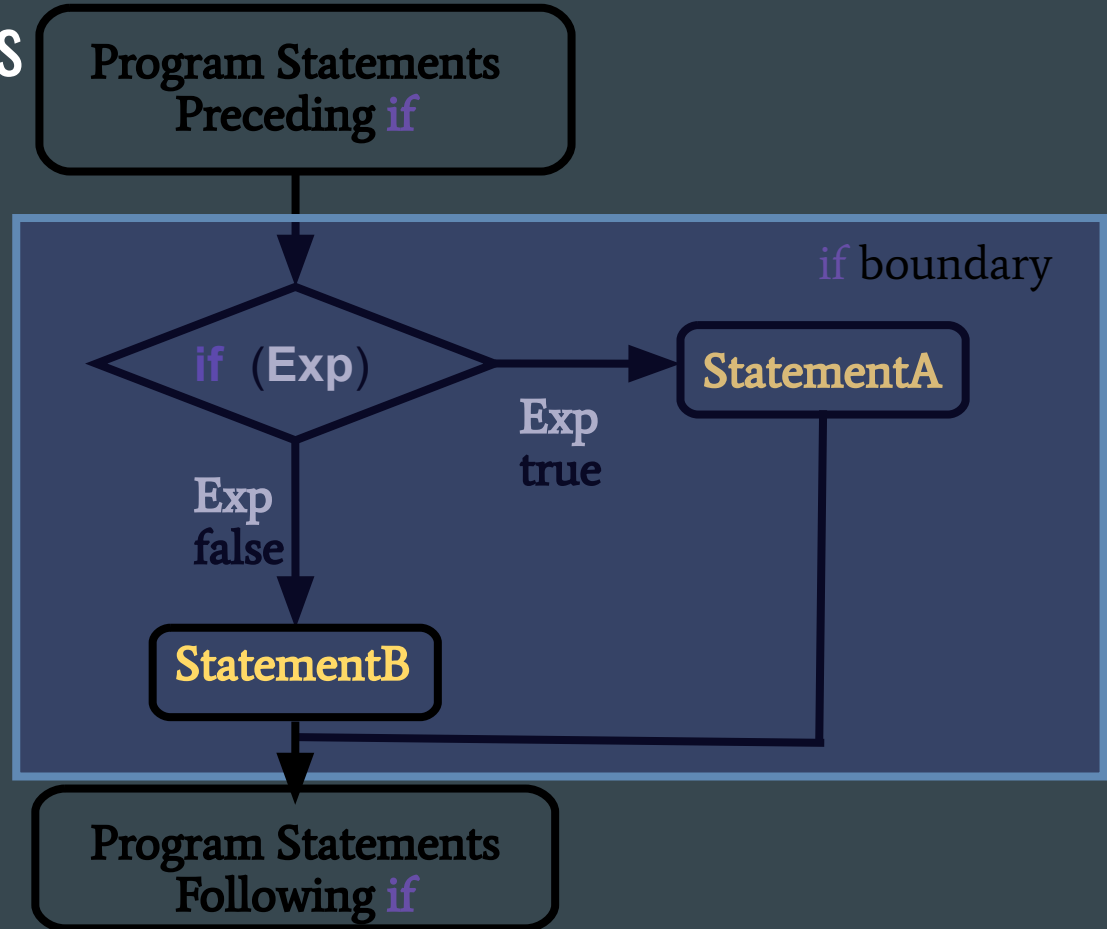 s
Program Statements
Preceding if
if boundary
if (Exp)
StatementA
Exp
true
Exp
false
StatementB
Program Statements
Following if